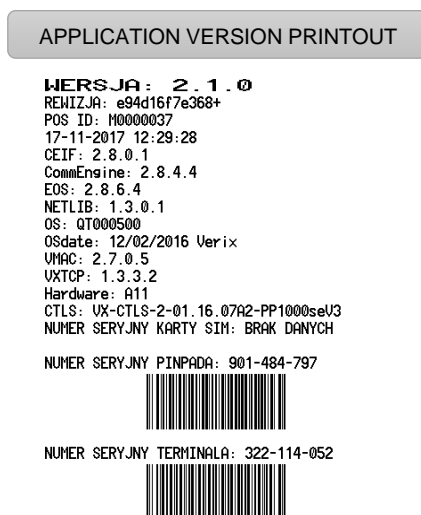 APPLICATION VERSION PRINTOUT
WERSJA: 2.1.0
REWIZJA: e94d16f7e368+
POS ID: M0000037
17-11-2017 12:29:28
CEIF: 2.8.0.1
CommEngine: 2.8.4.4
EOS: 2.8.6.4
NETLIB: 1.3.0.1
OS: QT000500
OSdate: 12/02/2016 Verix
VMAC: 2.7.0.5
VXTCP: 1.3.3.2
Hardware: A11
CTLS: VX-CTLS-2-01.16.07A2-PP1000seV3
NUMER SERYJNY KARTY SIM: BRAK DANYCH
NUMER SERYJNY PINPADA: 901-484-797
NUMER SERYJNY TERMINALA: 322-114-052